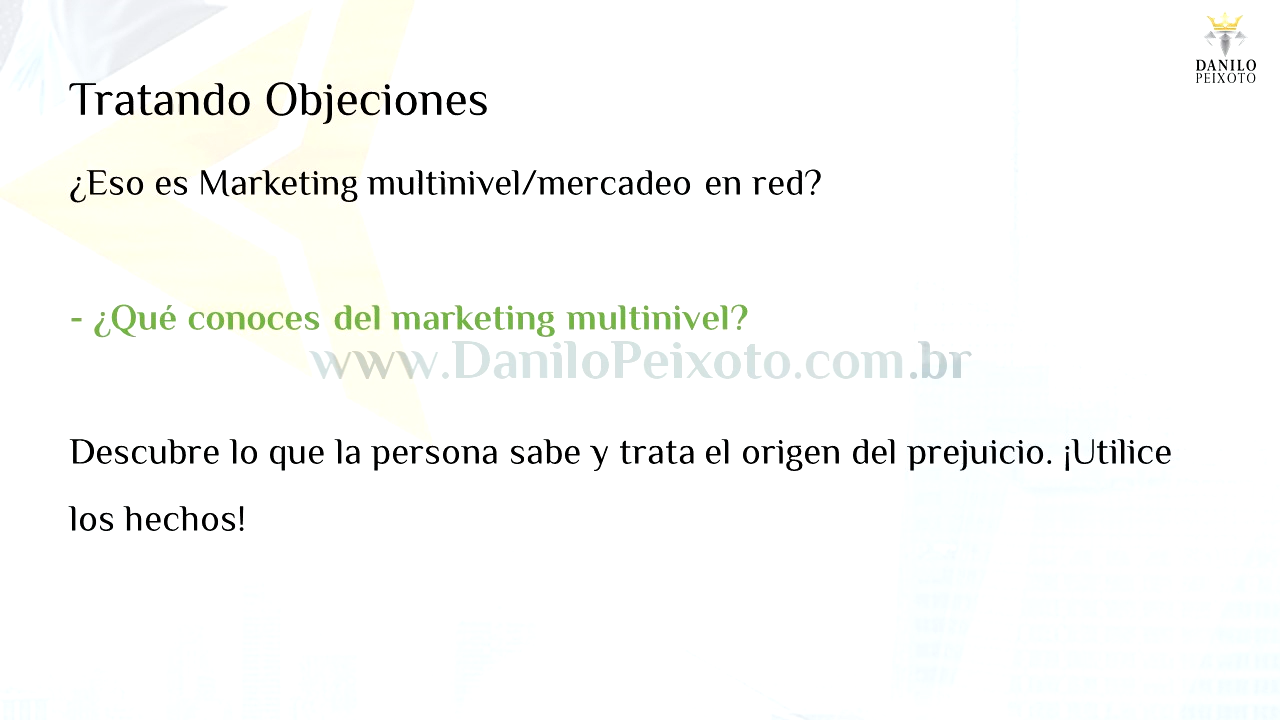 DANILO
PEIXOTO
Tratando Objeciones
¿Eso es Marketing multinivel/mercadeo en red?
- ¿Qué conoces del marketing multinivel?
www.DaniloPeixoto.com.br
Descubre lo que la persona sabe y trata el origen del prejuicio. ¡Utilice
los hechos!